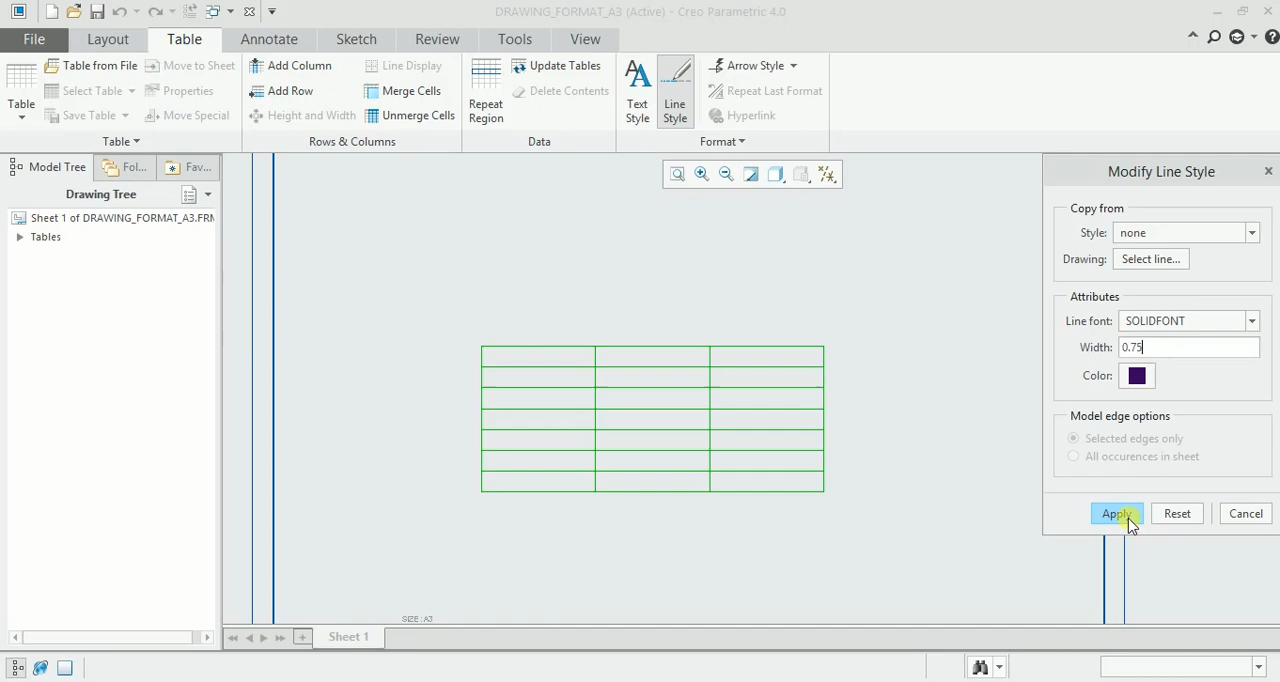 DRAWING_FORMAT_A3 (Active) - Creo Parametric 4.0
File Layout Table Annotate Sketch Review Tools View
Table
Table from File
Select Table
Save Table
Move to Sheet
Properties
Move Special
Table
Add Column
Add Row
Height and Width
Line Display
Merge Cells
Unmerge Cells
Rows & Columns
Repeat
Region
Update Tables
Delete Contents
Data
Text
Style
Line
Style
Arrow Style
Repeat Last Format
Hyperlink
Format
Model Tree Fol... Fav...
Drawing Tree
Sheet 1 of DRAWING_FORMAT_A3.FRM
Tables
SIZE : A3
Sheet 1
Modify Line Style
Copy from
Style: none
Drawing: Select line...
Attributes
Line font: SOLIDFONT
Width: 0.75
Color:
Model edge options
Selected edges only
All occurences in sheet
Apply Reset Cancel